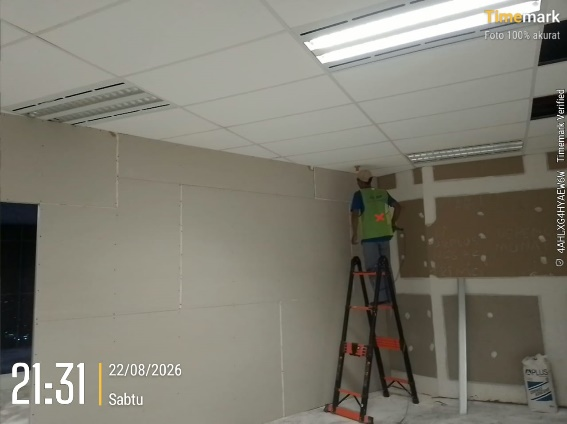 Timemark
Foto 100% akurat
© 4AHLXG4HYAEW6W Timemark Verified
21:31
22/08/2026
Sabtu
PLUS